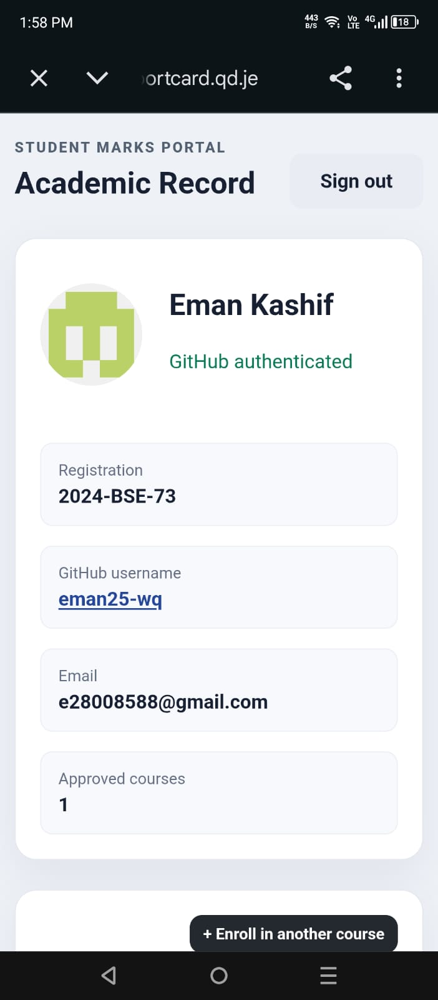 1:58 PM
443
B/S
Vo
LTE
4G
18
ortcard.qd.je
STUDENT MARKS PORTAL
Academic Record
Sign out
Eman Kashif
GitHub authenticated
Registration
2024-BSE-73
GitHub username
eman25-wq
Email
e28008588@gmail.com
Approved courses
1
+ Enroll in another course